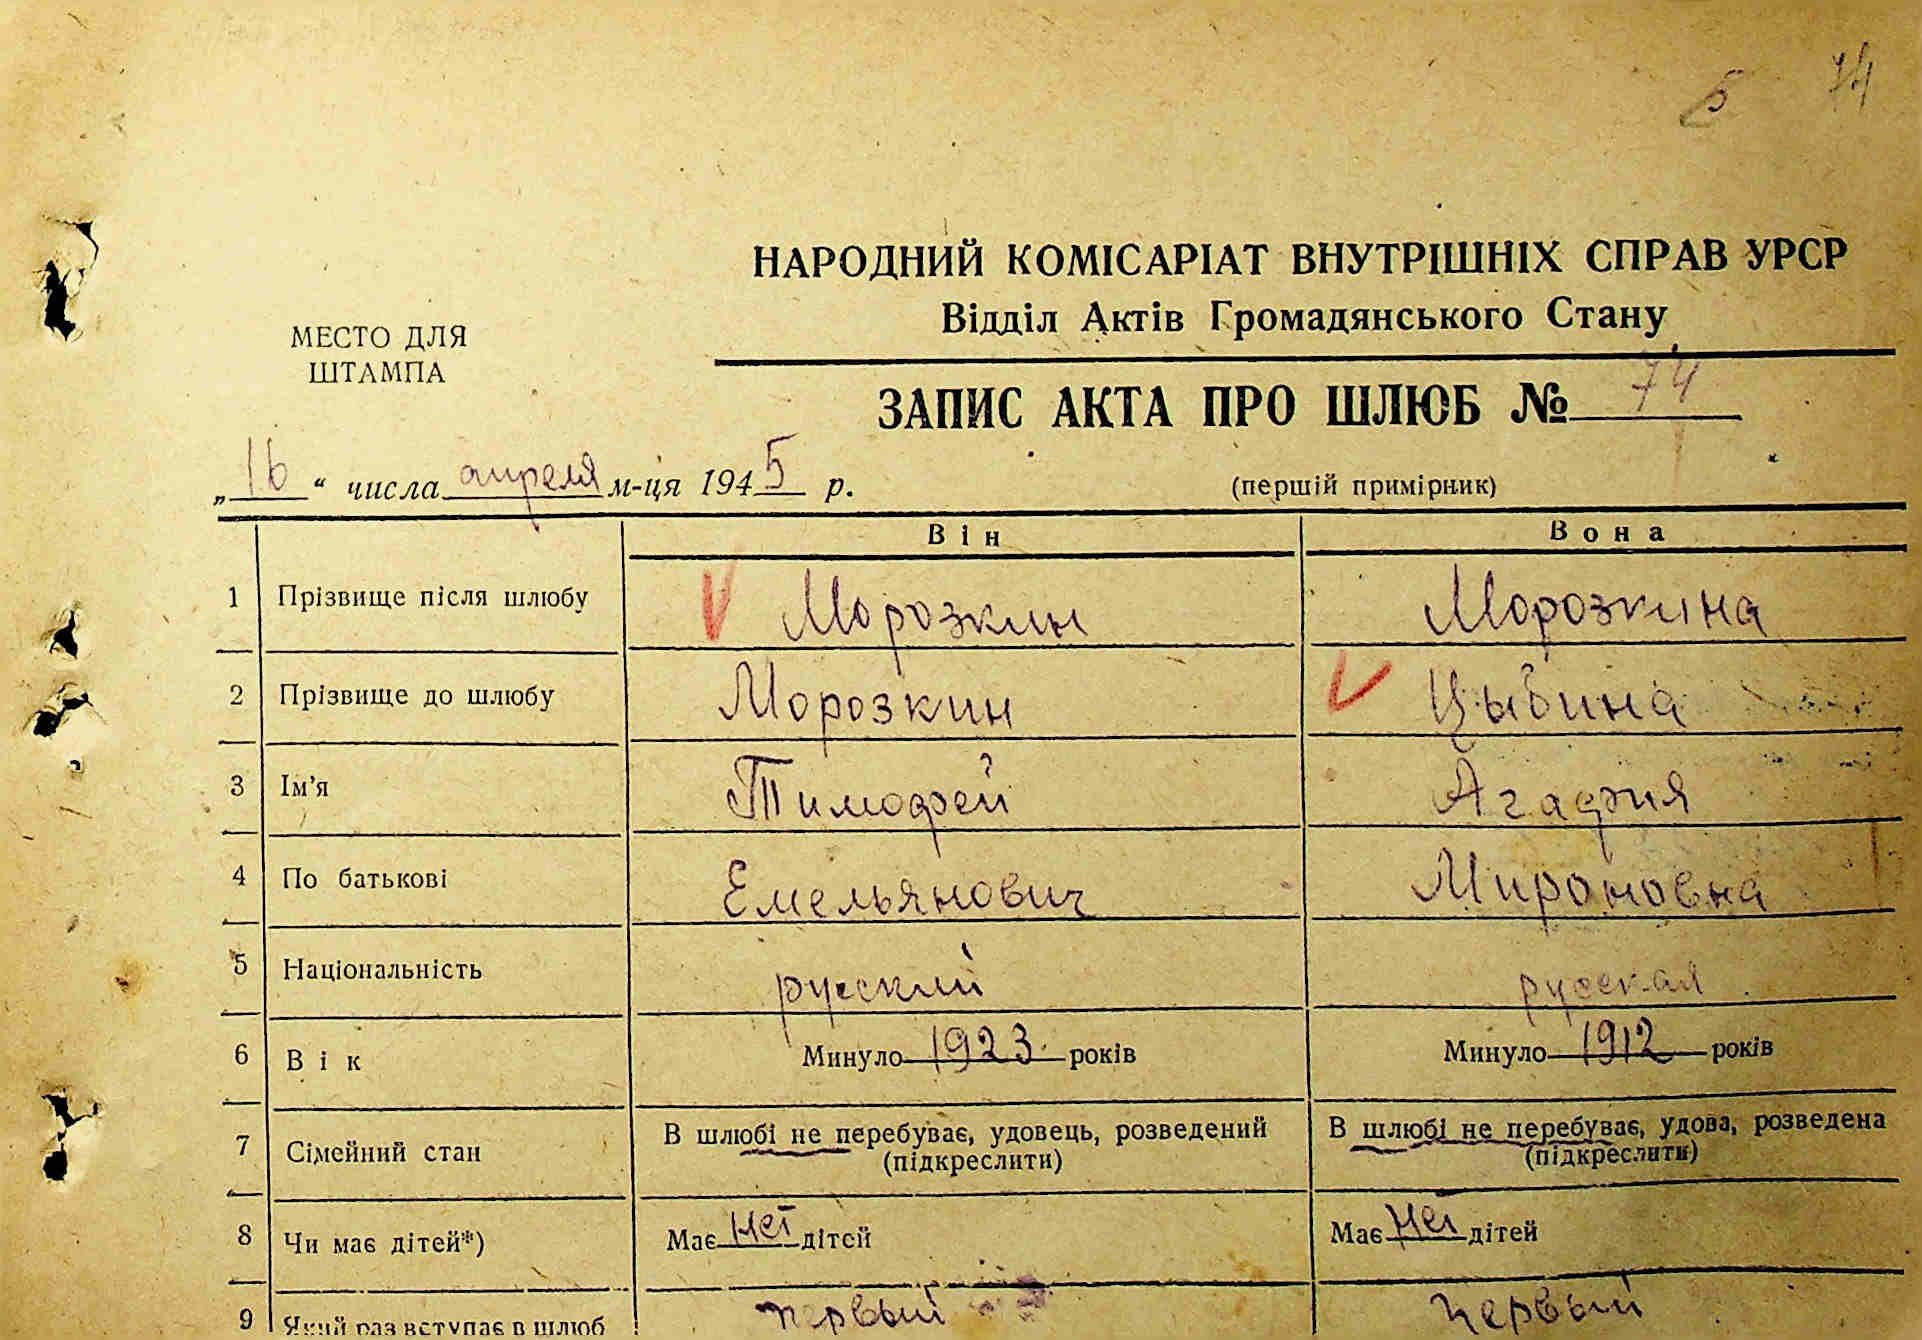 5 74
НАРОДНИЙ КОМІСАРІАТ ВНУТРІШНІХ СПРАВ УРСР
Відділ Актів Громадянського Стану
МЕСТО ДЛЯ
ШТАМПА
ЗАПИС АКТА ПРО ШЛЮБ № 74
„16“ числа апреля м-ця 1945 р. (першій примірник)
Він Вона
1 Прізвище після шлюбу Морозкин Морозкина
2 Прізвище до шлюбу Морозкин Цыбина
3 Ім'я Тимофей Агафия
4 По батькові Емельянович Мироновна
5 Національність русский русская
6 Вік Минуло 1923 років Минуло 1912 років
7 Сімейний стан В шлюбі не перебуває, удовець, розведений В шлюбі не перебуває, удова, розведена
(підкреслити) (підкреслити)
8 Чи має дітей*) Має нет дітей Має нет дітей
9 Який раз вступає в шлюб первый первый